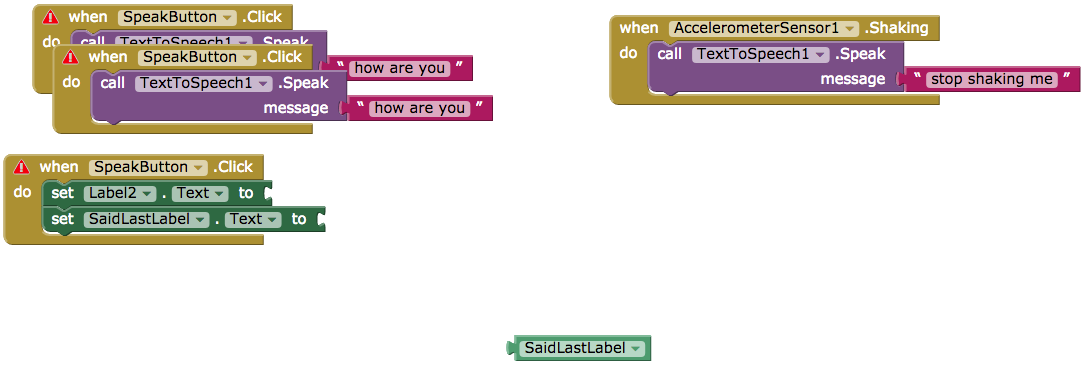 when SpeakButton .Click
do call TextToSpeech1 .Speak
" how are you "
when SpeakButton .Click
do call TextToSpeech1 .Speak
message " how are you "
when AccelerometerSensor1 .Shaking
do call TextToSpeech1 .Speak
message " stop shaking me "
when SpeakButton .Click
do set Label2 . Text to
set SaidLastLabel . Text to
SaidLastLabel